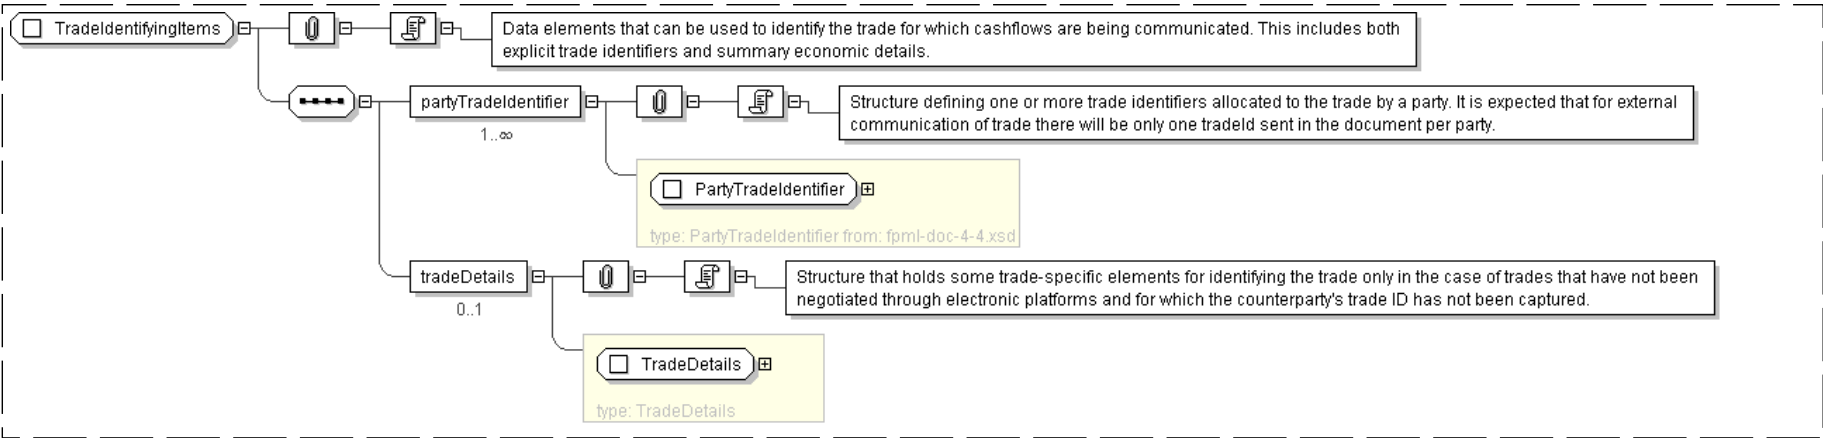 TradeIdentifyingItems
Data elements that can be used to identify the trade for which cashflows are being communicated. This includes both
explicit trade identifiers and summary economic details.
partyTradeIdentifier
1..∞
Structure defining one or more trade identifiers allocated to the trade by a party. It is expected that for external
communication of trade there will be only one tradeId sent in the document per party.
PartyTradeIdentifier
type: PartyTradeIdentifier from: fpml-doc-4-4.xsd
tradeDetails
0..1
Structure that holds some trade-specific elements for identifying the trade only in the case of trades that have not been
negotiated through electronic platforms and for which the counterparty's trade ID has not been captured.
TradeDetails
type: TradeDetails